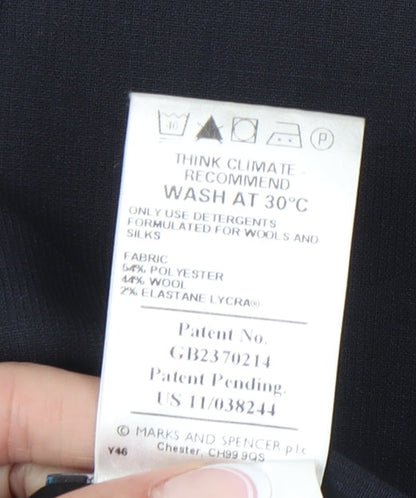 40 P
THINK CLIMATE -
RECOMMEND
WASH AT 30°C
ONLY USE DETERGENTS
FORMULATED FOR WOOLS AND
SILKS
FABRIC
54% POLYESTER
44% WOOL
2% ELASTANE LYCRA®
Patent No.
GB2370214
Patent Pending.
US 11/038244
© MARKS AND SPENCER plc
Y46 Chester, CH99 9QS